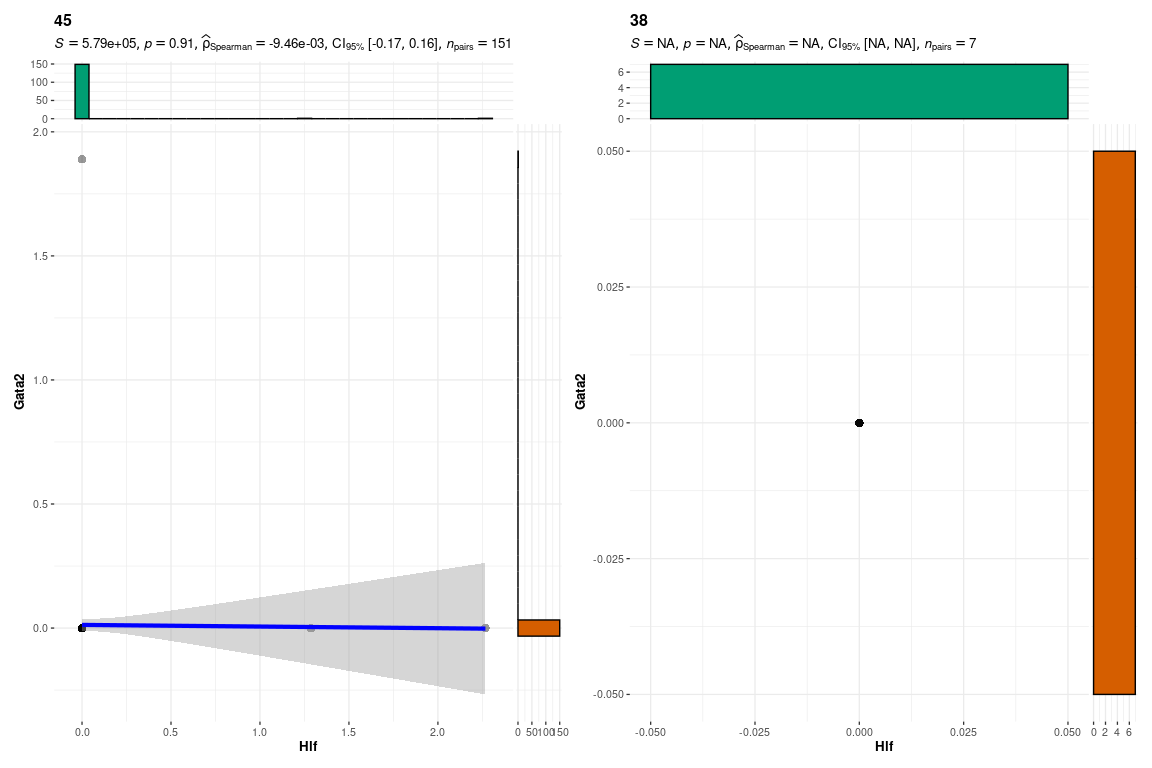 45
S = 5.79e+05, p = 0.91, ρ̂Spearman = -9.46e-03, CI95% [-0.17, 0.16], npairs = 151
150
100
50
0
2.0
1.5
1.0
0.5
0.0
Gata2
0.0 0.5 1.0 1.5 2.0
0 50 100 150
Hlf
38
S = NA, p = NA, ρ̂Spearman = NA, CI95% [NA, NA], npairs = 7
6
4
2
0
0.050
0.025
0.000
-0.025
-0.050
Gata2
-0.050 -0.025 0.000 0.025 0.050
0 2 4 6
Hlf